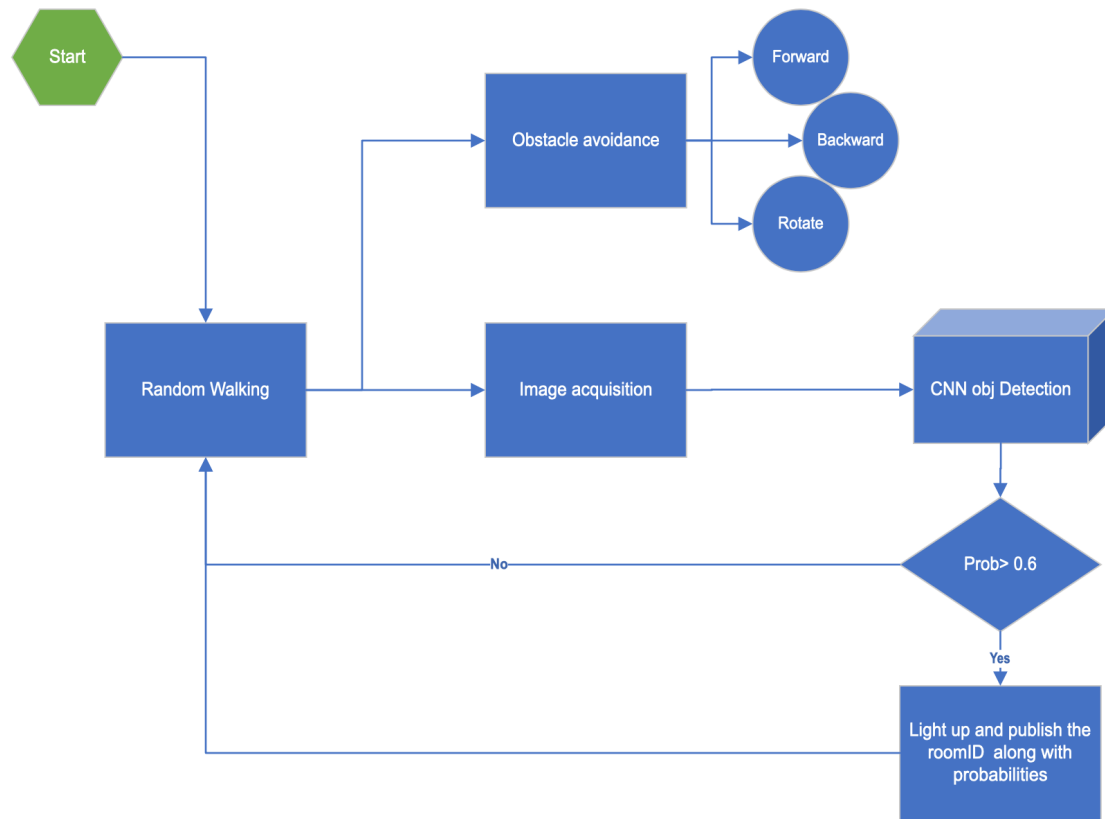 Start
Forward
Obstacle avoidance
Backward
Rotate
Random Walking
Image acquisition
CNN obj Detection
Prob> 0.6
No
Yes
Light up and publish the
roomID along with
probabilities